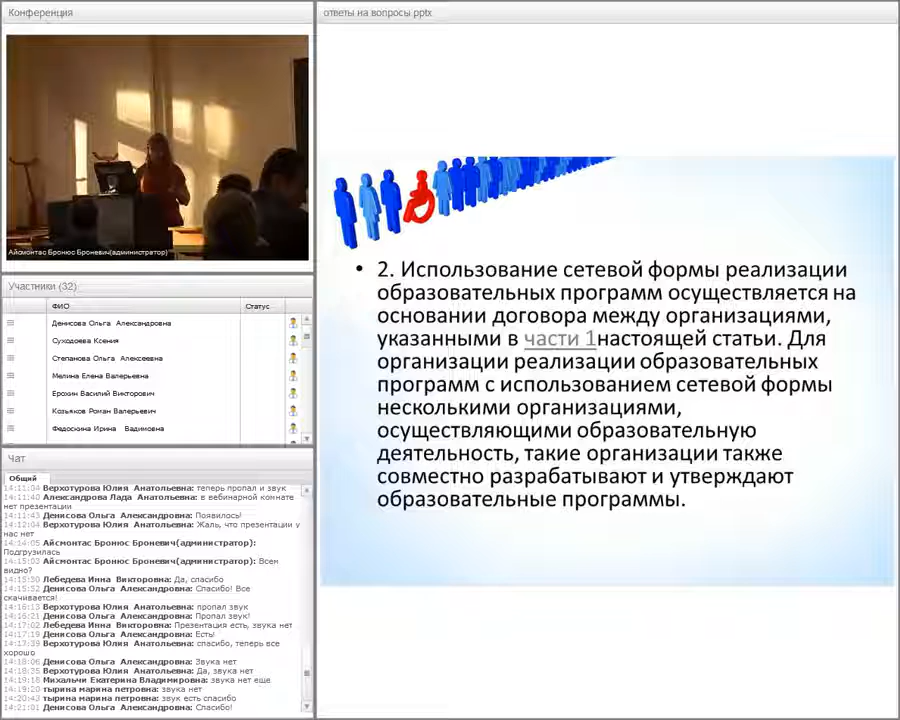 Конференция
Айсмонтас Бронюс Броневич(администратор)
Участники (32)
ФИО Статус
Денисова Ольга Александровна
Суходоева Ксения
Степанова Ольга Алексеевна
Мелина Елена Валерьевна
Ерохин Василий Викторович
Козьяков Роман Валерьевич
Федоскина Ирина Вадимовна
Чат
Общий
14:11:04 Верхотурова Юлия Анатольевна: теперь пропал и звук
14:11:40 Александрова Лада Анатольевна: в вебинарной комнате
нет презентации
14:11:43 Денисова Ольга Александровна: Появилось!
14:12:04 Верхотурова Юлия Анатольевна: Жаль, что презентации у
нас нет
14:14:05 Айсмонтас Бронюс Броневич(администратор):
Подгрузилась
14:15:03 Айсмонтас Бронюс Броневич(администратор): Всем
видно?
14:15:30 Лебедева Инна Викторовна: Да, спасибо
14:15:52 Денисова Ольга Александровна: Спасибо! Все
скачивается!
14:16:13 Верхотурова Юлия Анатольевна: пропал звук
14:16:21 Денисова Ольга Александровна: Пропал звук!
14:17:02 Лебедева Инна Викторовна: Презентация есть, звука нет
14:17:19 Денисова Ольга Александровна: Есть!
14:17:39 Верхотурова Юлия Анатольевна: спасибо, теперь все
хорошо
14:18:06 Денисова Ольга Александровна: Звука нет
14:18:35 Верхотурова Юлия Анатольевна: Да, звука нет
14:19:18 Михальчи Екатерина Владимировна: звука нет еще
14:19:20 тырина марина петровна: звука нет
14:20:43 тырина марина петровна: звук есть спасибо
14:21:01 Денисова Ольга Александровна: Спасибо!
ответы на вопросы pptx
• 2. Использование сетевой формы реализации
образовательных программ осуществляется на
основании договора между организациями,
указанными в части 1настоящей статьи. Для
организации реализации образовательных
программ с использованием сетевой формы
несколькими организациями,
осуществляющими образовательную
деятельность, такие организации также
совместно разрабатывают и утверждают
образовательные программы.